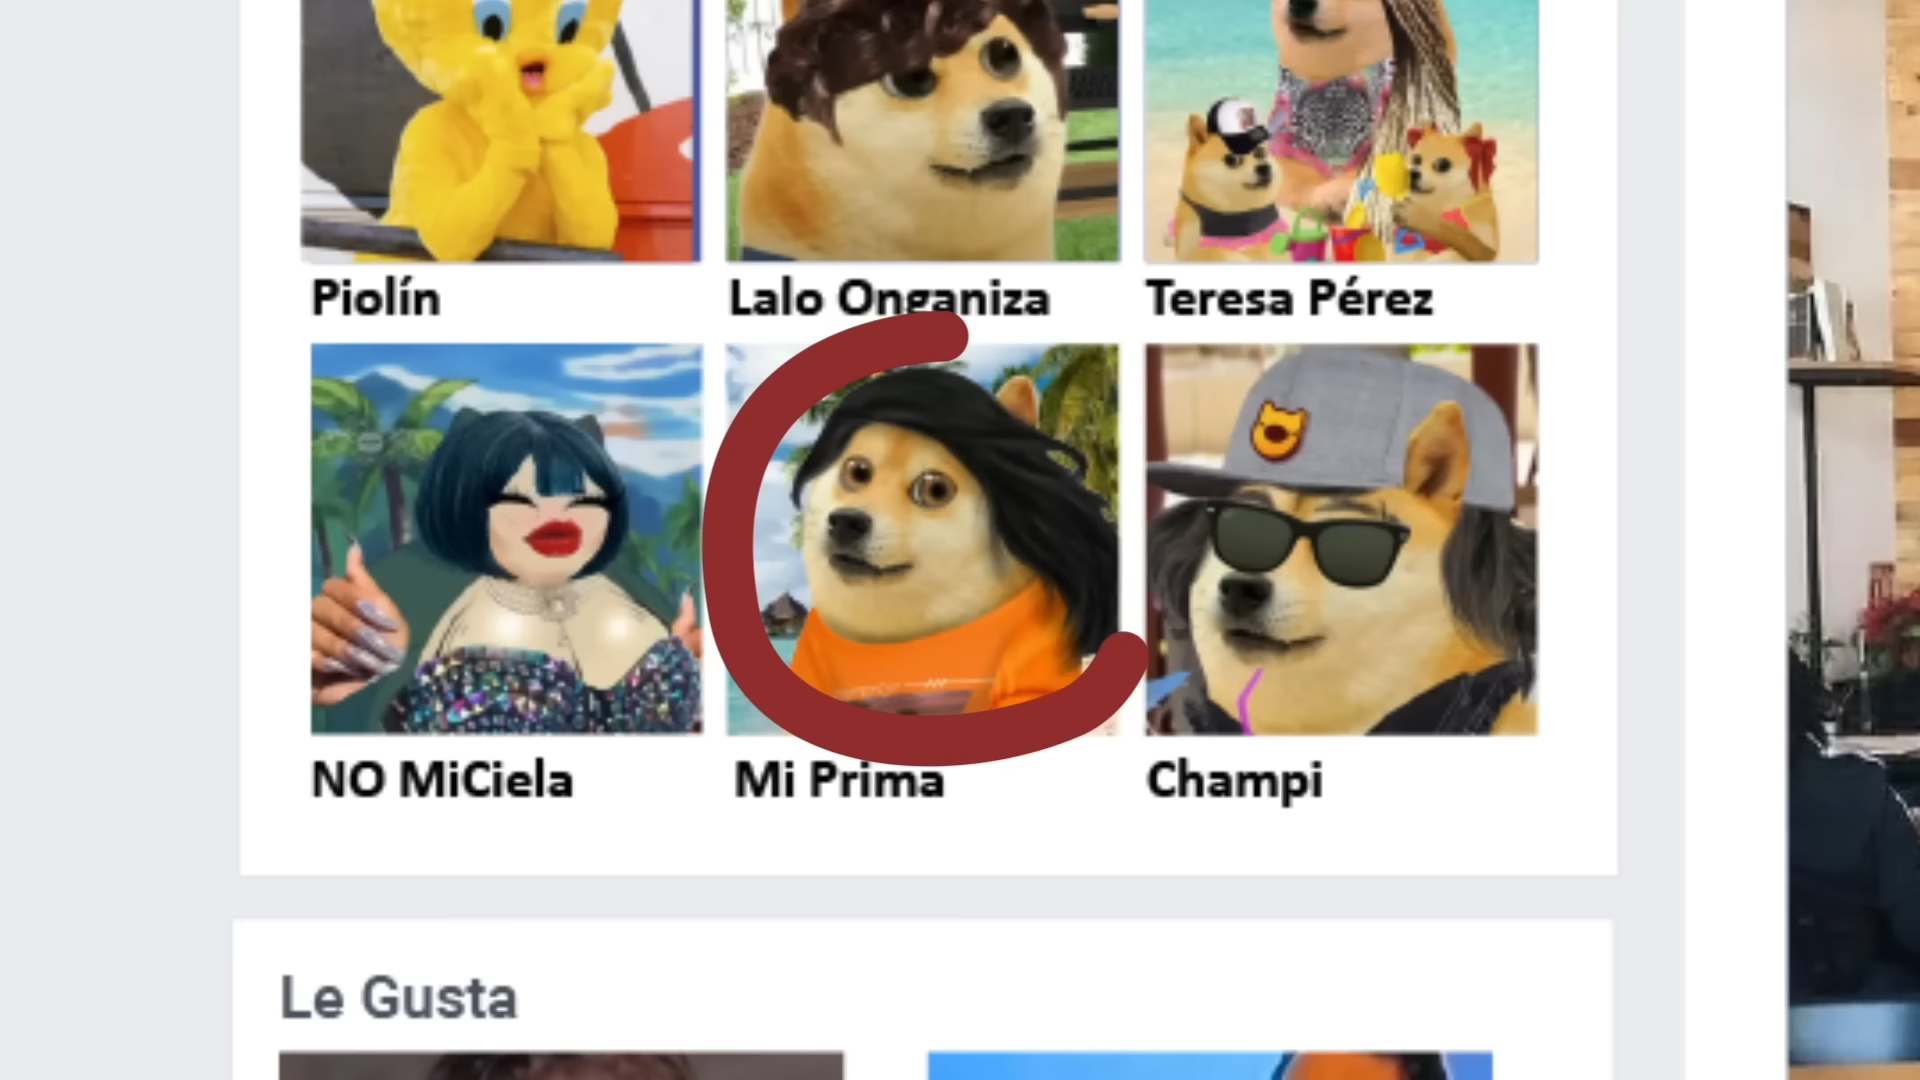 Piolín
Lalo Onganiza
Teresa Pérez
NO MiCiela
Mi Prima
Champi
Le Gusta